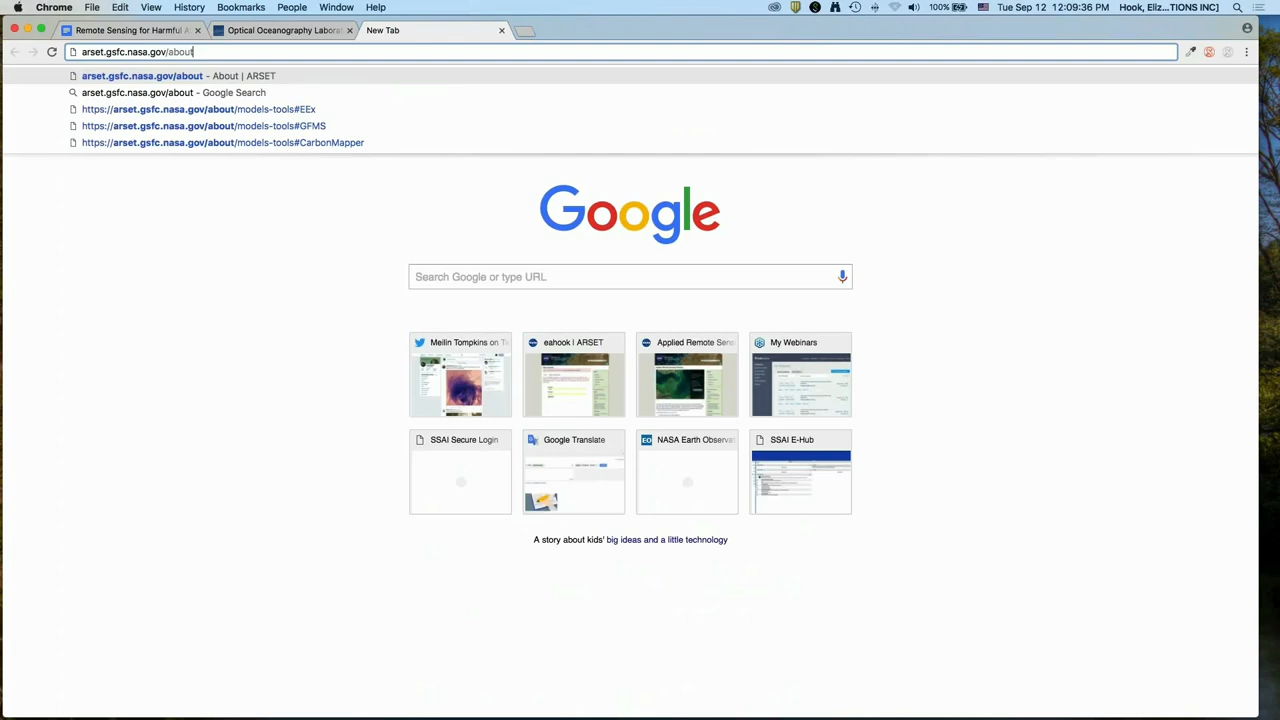 Chrome File Edit View History Bookmarks People Window Help 100% Tue Sep 12 12:09:36 PM Hook, Eliz...TIONS INC]
Remote Sensing for Harmful A
Optical Oceanography Laborat
New Tab
arset.gsfc.nasa.gov/about
arset.gsfc.nasa.gov/about – About | ARSET
arset.gsfc.nasa.gov/about – Google Search
https://arset.gsfc.nasa.gov/about/models-tools#EEx
https://arset.gsfc.nasa.gov/about/models-tools#GFMS
https://arset.gsfc.nasa.gov/about/models-tools#CarbonMapper
Google
Search Google or type URL
Meilin Tompkins on Tw
eahook | ARSET
Applied Remote Sens
My Webinars
SSAI Secure Login
Google Translate
EO NASA Earth Observat
SSAI E-Hub
A story about kids' big ideas and a little technology